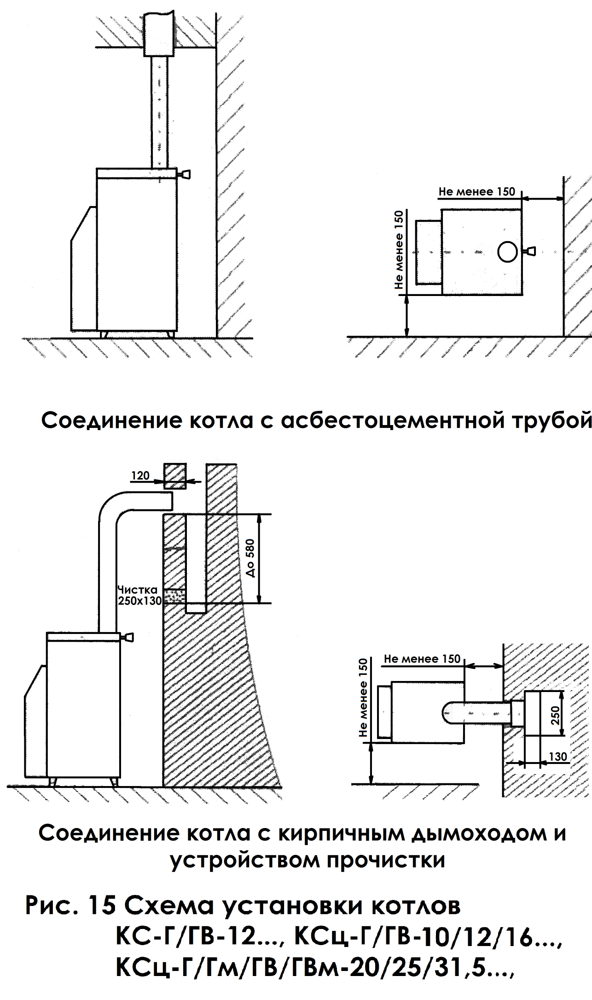 Не менее 150
Не менее 150
Соединение котла с асбестоцементной трубой
120
До 580
Чистка
250х130
Не менее 150
Не менее 150
250
130
Соединение котла с кирпичным дымоходом и
устройством прочистки
Рис. 15 Схема установки котлов
КС-Г/ГВ-12..., КСц-Г/ГВ-10/12/16...,
КСц-Г/Гм/ГВ/ГВм-20/25/31,5...,